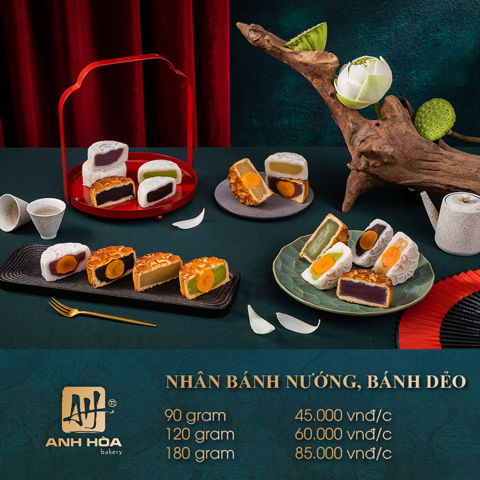 NHÂN BÁNH NƯỚNG, BÁNH DẺO
90 gram 45.000 vnđ/c
120 gram 60.000 vnđ/c
180 gram 85.000 vnđ/c
AH ®
ANH HÒA
bakery